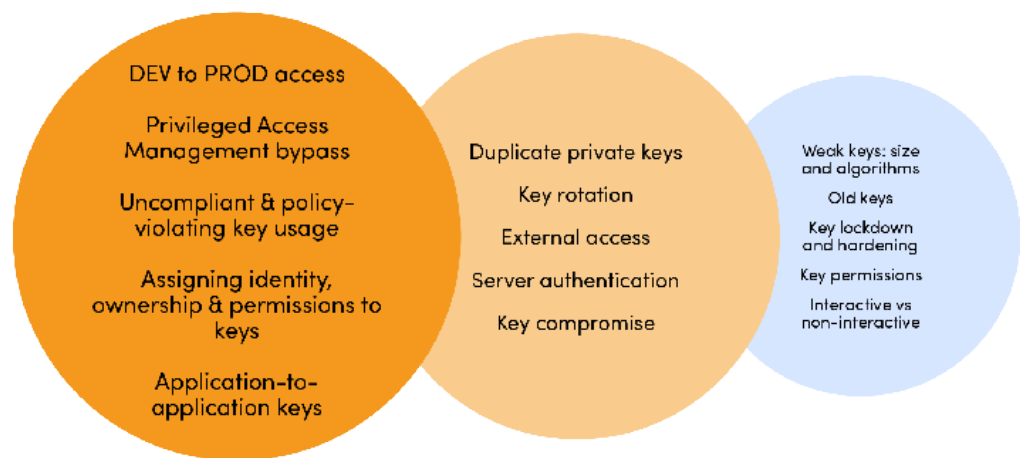 DEV to PROD access
Privileged Access
Management bypass
Uncompliant & policy-
violating key usage
Assigning identity,
ownership & permissions to
keys
Application-to-
application keys
Duplicate private keys
Key rotation
External access
Server authentication
Key compromise
Weak keys: size
and algorithms
Old keys
Key lockdown
and hardening
Key permissions
Interactive vs
non-interactive